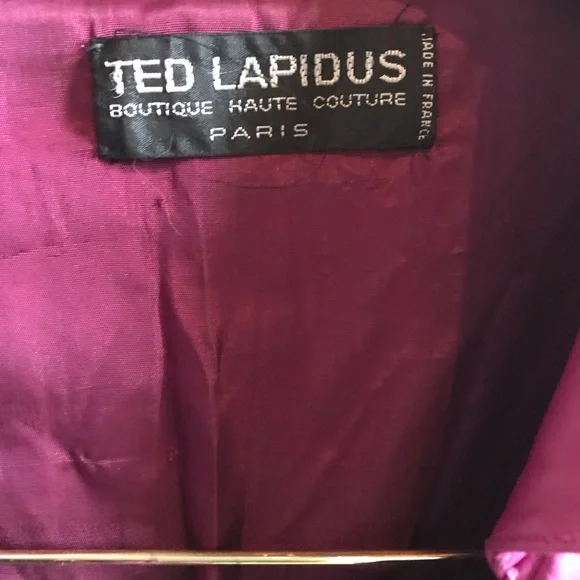 TED LAPIDUS
BOUTIQUE HAUTE COUTURE
PARIS
MADE IN FRANCE